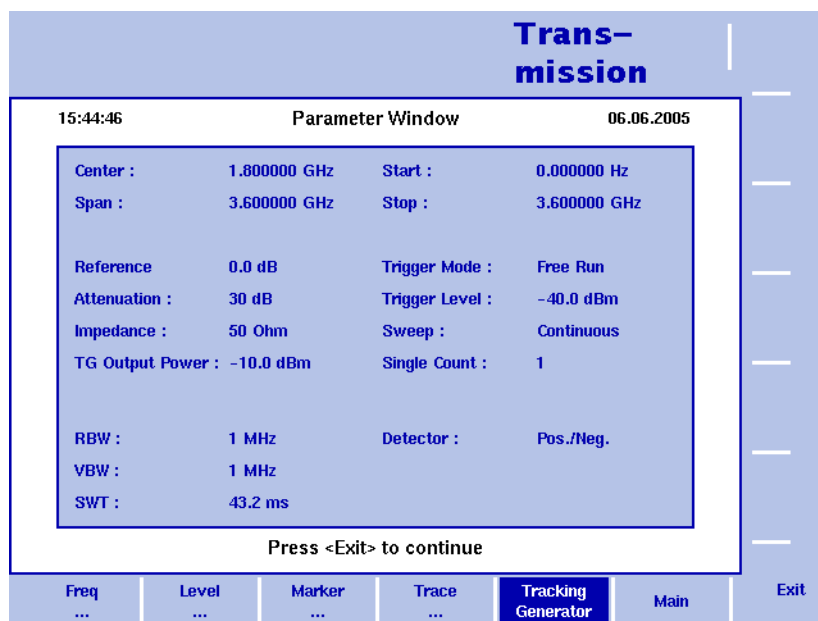 Trans–
mission
15:44:46 Parameter Window 06.06.2005
Center : 1.800000 GHz Start : 0.000000 Hz
Span : 3.600000 GHz Stop : 3.600000 GHz
Reference 0.0 dB Trigger Mode : Free Run
Attenuation : 30 dB Trigger Level : –40.0 dBm
Impedance : 50 Ohm Sweep : Continuous
TG Output Power : –10.0 dBm Single Count : 1
RBW : 1 MHz Detector : Pos./Neg.
VBW : 1 MHz
SWT : 43.2 ms
Press <Exit> to continue
Freq Level Marker Trace Tracking Main Exit
... ... ... ... Generator